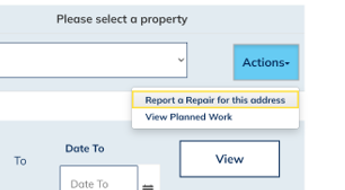 Please select a property
Actions
Report a Repair for this address
View Planned Work
Date To
To
View
Date To